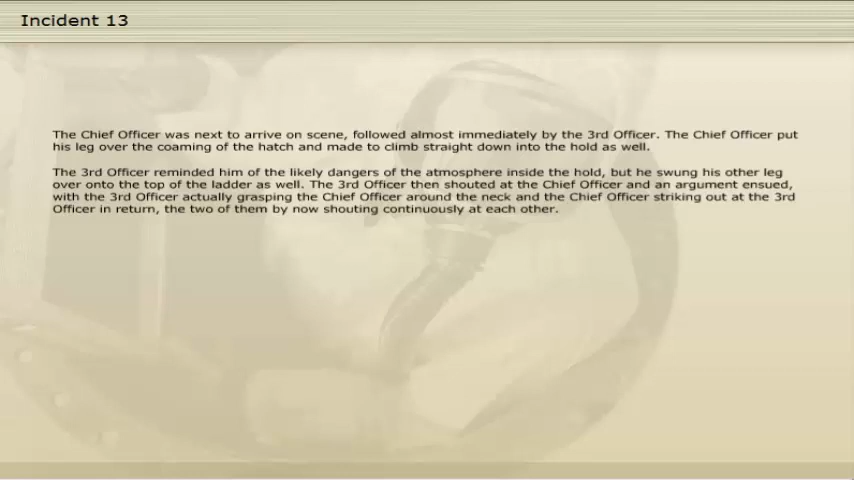 Incident 13
The Chief Officer was next to arrive on scene, followed almost immediately by the 3rd Officer. The Chief Officer put
his leg over the coaming of the hatch and made to climb straight down into the hold as well.
The 3rd Officer reminded him of the likely dangers of the atmosphere inside the hold, but he swung his other leg
over onto the top of the ladder as well. The 3rd Officer then shouted at the Chief Officer and an argument ensued,
with the 3rd Officer actually grasping the Chief Officer around the neck and the Chief Officer striking out at the 3rd
Officer in return, the two of them by now shouting continuously at each other.